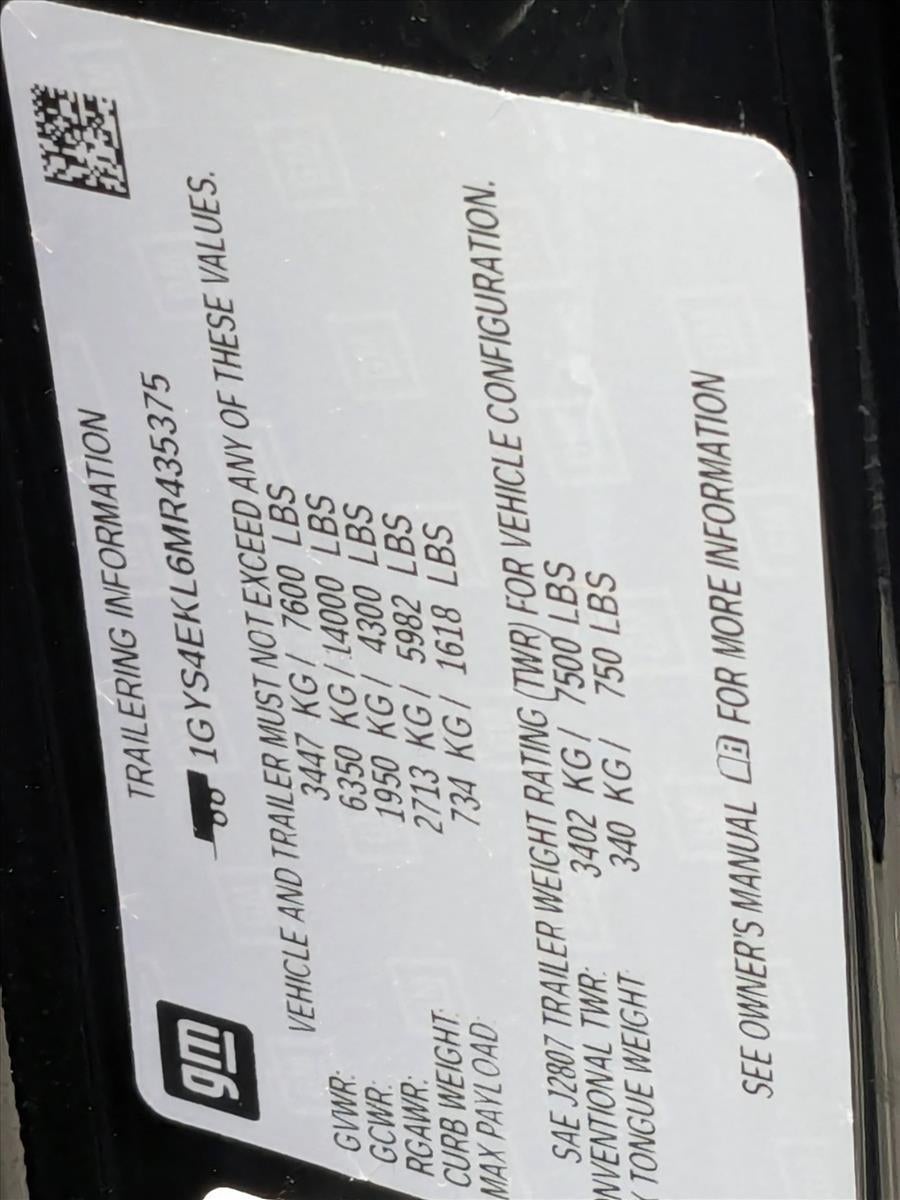 gm
TRAILERING INFORMATION
1GYS4EKL6MR435375
VEHICLE AND TRAILER MUST NOT EXCEED ANY OF THESE VALUES.
GVWR: 3447 KG / 7600 LBS
GCWR: 6350 KG / 14000 LBS
RGAWR: 1950 KG / 4300 LBS
CURB WEIGHT: 2713 KG / 5982 LBS
MAX PAYLOAD: 734 KG / 1618 LBS
SAE J2807 TRAILER WEIGHT RATING (TWR) FOR VEHICLE CONFIGURATION.
NVENTIONAL TWR: 3402 KG / 7500 LBS
TONGUE WEIGHT 340 KG / 750 LBS
SEE OWNER'S MANUAL FOR MORE INFORMATION